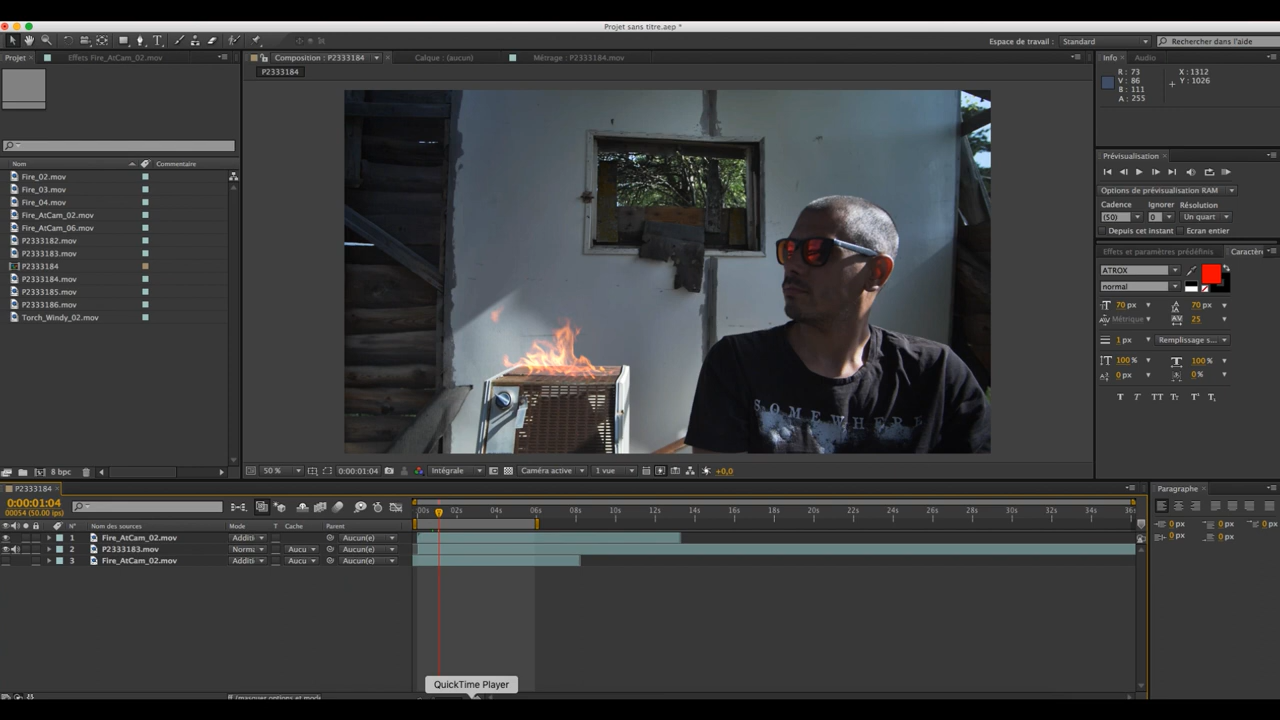 Projet sans titre.aep *
Espace de travail : Standard
Rechercher dans l'aide
Projet
Effets Fire_AtCam_02.mov
Composition : P2333184
Calque : (aucun)
Métrage : P2333184.mov
Info
Audio
P2333184
R : 73
V : 86
B : 111
A : 255
X : 1312
Y : 1026
Nom
Commentaire
Fire_02.mov
Fire_03.mov
Fire_04.mov
Fire_AtCam_02.mov
Fire_AtCam_06.mov
P2333182.mov
P2333183.mov
P2333184
P2333184.mov
P2333185.mov
P2333186.mov
Torch_Windy_02.mov
SOMEWHERE
Prévisualisation
Options de prévisualisation RAM
Cadence
Ignorer
Résolution
(50)
0
Un quart
Depuis cet instant
Ecran entier
Effets et paramètres prédéfinis
Caractère
ATROX
normal
70 px
70 px
Métrique
25
1 px
Remplissage s...
100 %
100 %
0 px
0 %
T T TT Tr T' T,
8 bpc
50 %
0:00:01:04
Intégrale
Caméra active
1 vue
+0,0
P2333184
0:00:01:04
00054 (50.00 ips)
:00s 02s 04s 06s 08s 10s 12s 14s 16s 18s 20s 22s 24s 26s 28s 30s 32s 34s 36s
N° Nom des sources Mode T Cache Parent
1 Fire_AtCam_02.mov Additi Aucun(e)
2 P2333183.mov Norma Aucu Aucun(e)
3 Fire_AtCam_02.mov Additi Aucu Aucun(e)
Paragraphe
0 px 0 px 0 px
0 px 0 px
QuickTime Player